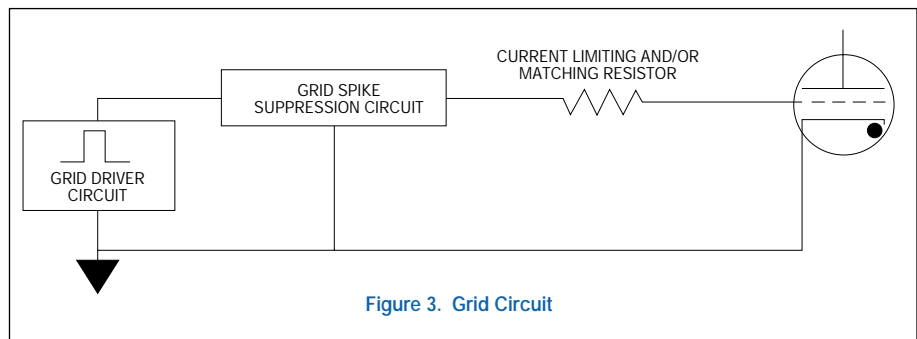 CURRENT LIMITING AND/OR
MATCHING RESISTOR
GRID SPIKE
SUPPRESSION CIRCUIT
GRID DRIVER
CIRCUIT
Figure 3. Grid Circuit